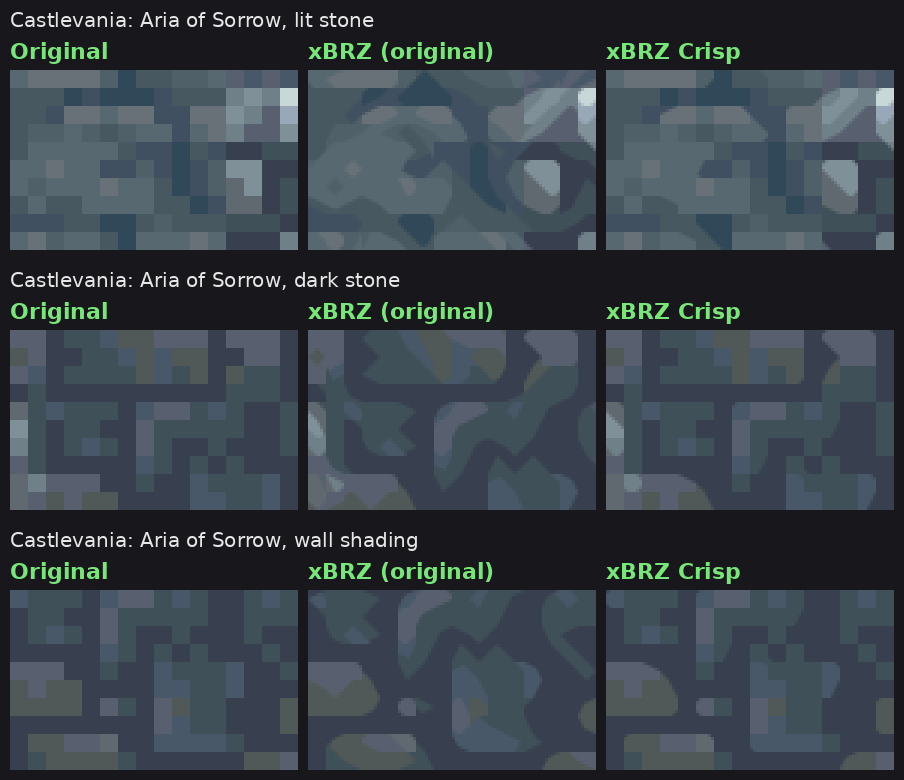 Castlevania: Aria of Sorrow, lit stone
Original xBRZ (original) xBRZ Crisp
Castlevania: Aria of Sorrow, dark stone
Original xBRZ (original) xBRZ Crisp
Castlevania: Aria of Sorrow, wall shading
Original xBRZ (original) xBRZ Crisp